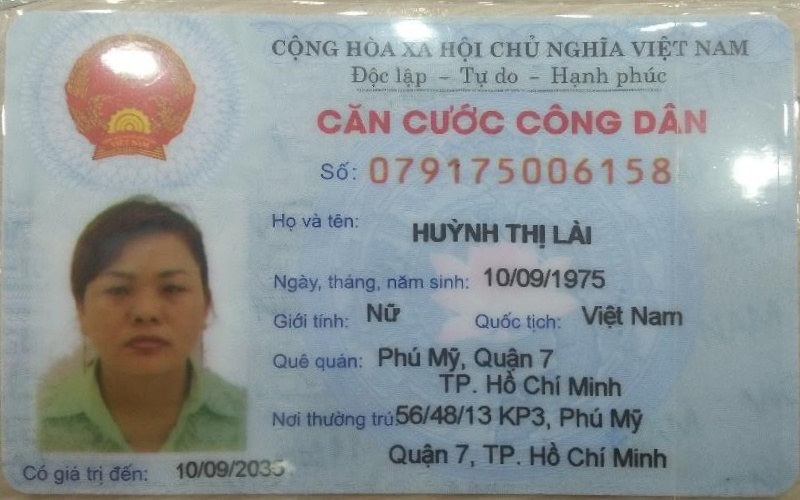 CỘNG HÒA XÃ HỘI CHỦ NGHĨA VIỆT NAM
Độc lập – Tự do – Hạnh phúc
CĂN CƯỚC CÔNG DÂN
Số: 079175006158
Họ và tên: HUỲNH THỊ LÀI
Ngày, tháng, năm sinh: 10/09/1975
Giới tính: Nữ Quốc tịch: Việt Nam
Quê quán: Phú Mỹ, Quận 7
TP. Hồ Chí Minh
Nơi thường trú: 56/48/13 KP3, Phú Mỹ
Quận 7, TP. Hồ Chí Minh
Có giá trị đến: 10/09/2035